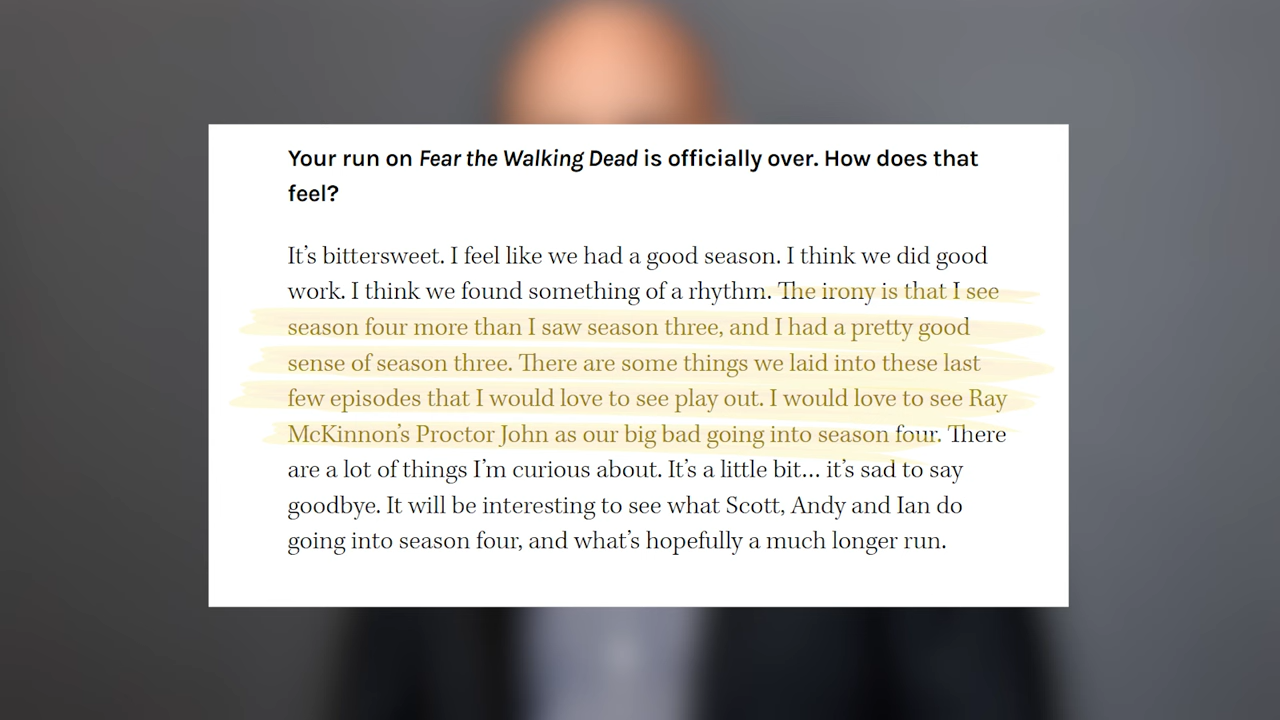 Your run on Fear the Walking Dead is officially over. How does that
feel?
It's bittersweet. I feel like we had a good season. I think we did good
work. I think we found something of a rhythm. The irony is that I see
season four more than I saw season three, and I had a pretty good
sense of season three. There are some things we laid into these last
few episodes that I would love to see play out. I would love to see Ray
McKinnon's Proctor John as our big bad going into season four. There
are a lot of things I'm curious about. It's a little bit… it's sad to say
goodbye. It will be interesting to see what Scott, Andy and Ian do
going into season four, and what's hopefully a much longer run.